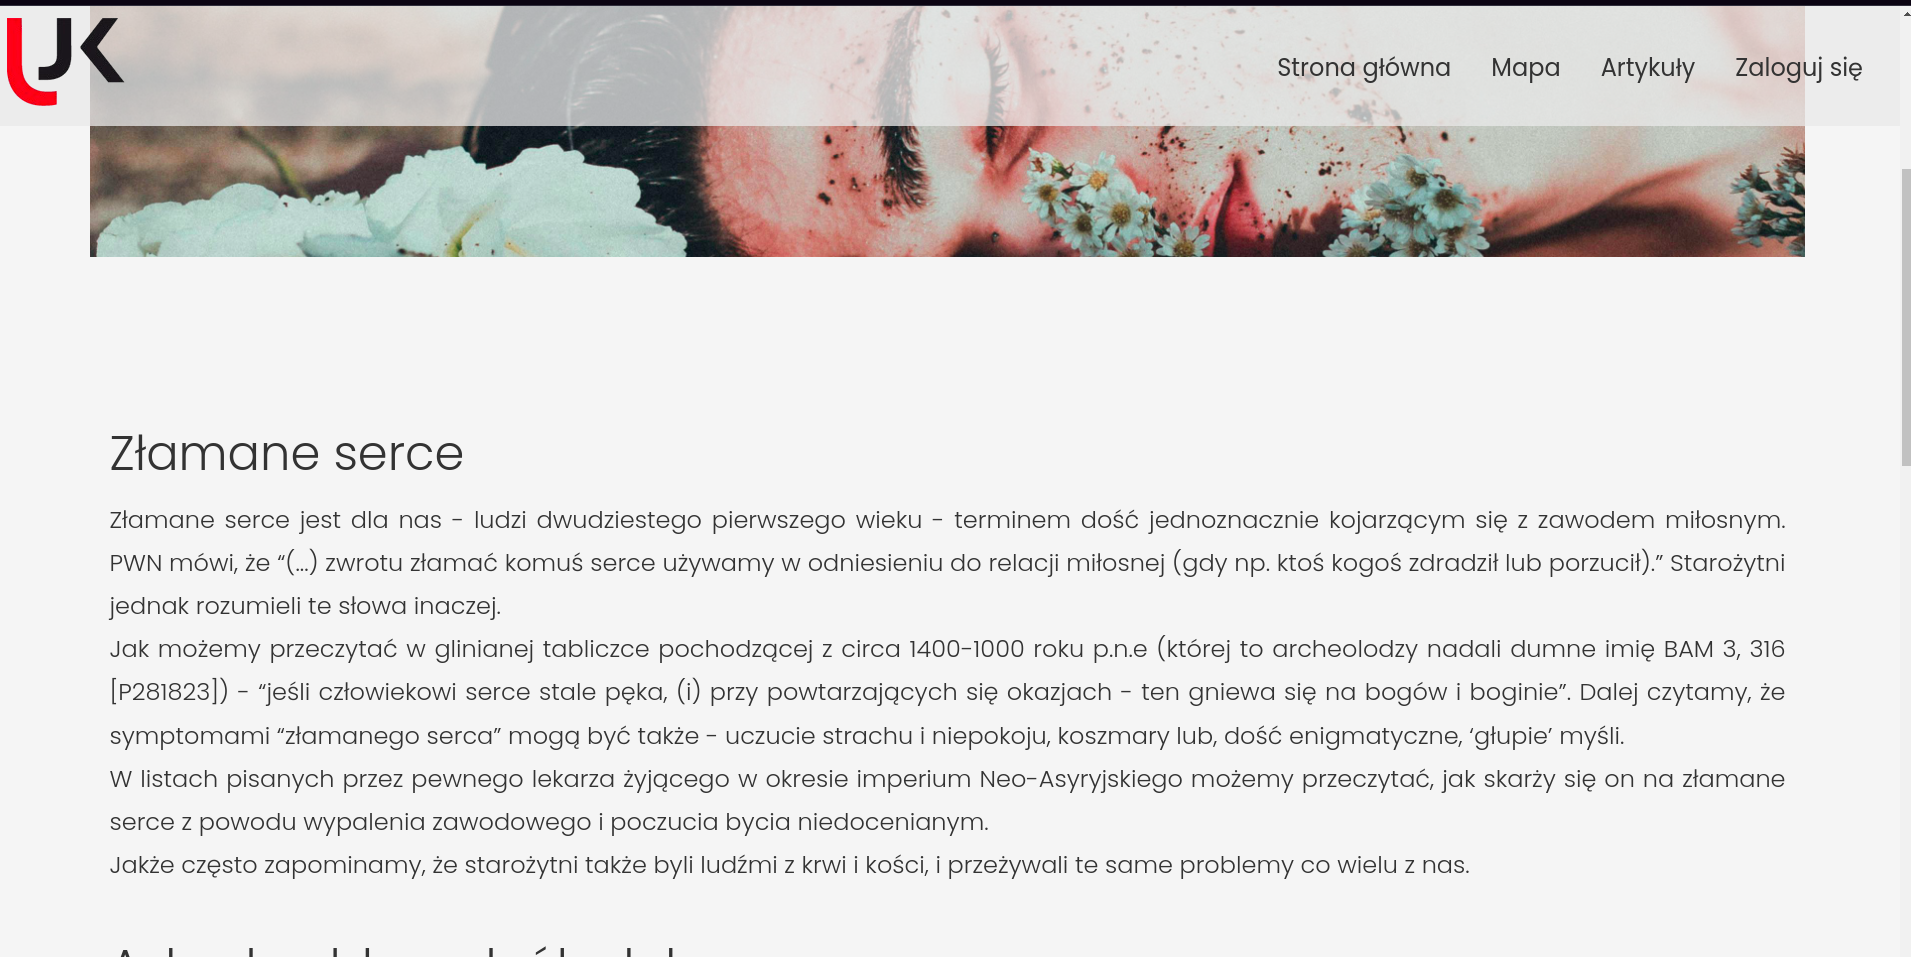 UJK
Strona główna Mapa Artykuły Zaloguj się
Złamane serce
Złamane serce jest dla nas - ludzi dwudziestego pierwszego wieku - terminem dość jednoznacznie kojarzącym się z zawodem miłosnym.
PWN mówi, że “(...) zwrotu złamać komuś serce używamy w odniesieniu do relacji miłosnej (gdy np. ktoś kogoś zdradził lub porzucił).” Starożytni
jednak rozumieli te słowa inaczej.
Jak możemy przeczytać w glinianej tabliczce pochodzącej z circa 1400-1000 roku p.n.e (której to archeolodzy nadali dumne imię BAM 3, 316
[P281823]) - “jeśli człowiekowi serce stale pęka, (i) przy powtarzających się okazjach - ten gniewa się na bogów i boginie”. Dalej czytamy, że
symptomami “złamanego serca” mogą być także - uczucie strachu i niepokoju, koszmary lub, dość enigmatyczne, ‘głupie’ myśli.
W listach pisanych przez pewnego lekarza żyjącego w okresie imperium Neo-Asyryjskiego możemy przeczytać, jak skarży się on na złamane
serce z powodu wypalenia zawodowego i poczucia bycia niedocenianym.
Jakże często zapominamy, że starożytni także byli ludźmi z krwi i kości, i przeżywali te same problemy co wielu z nas.